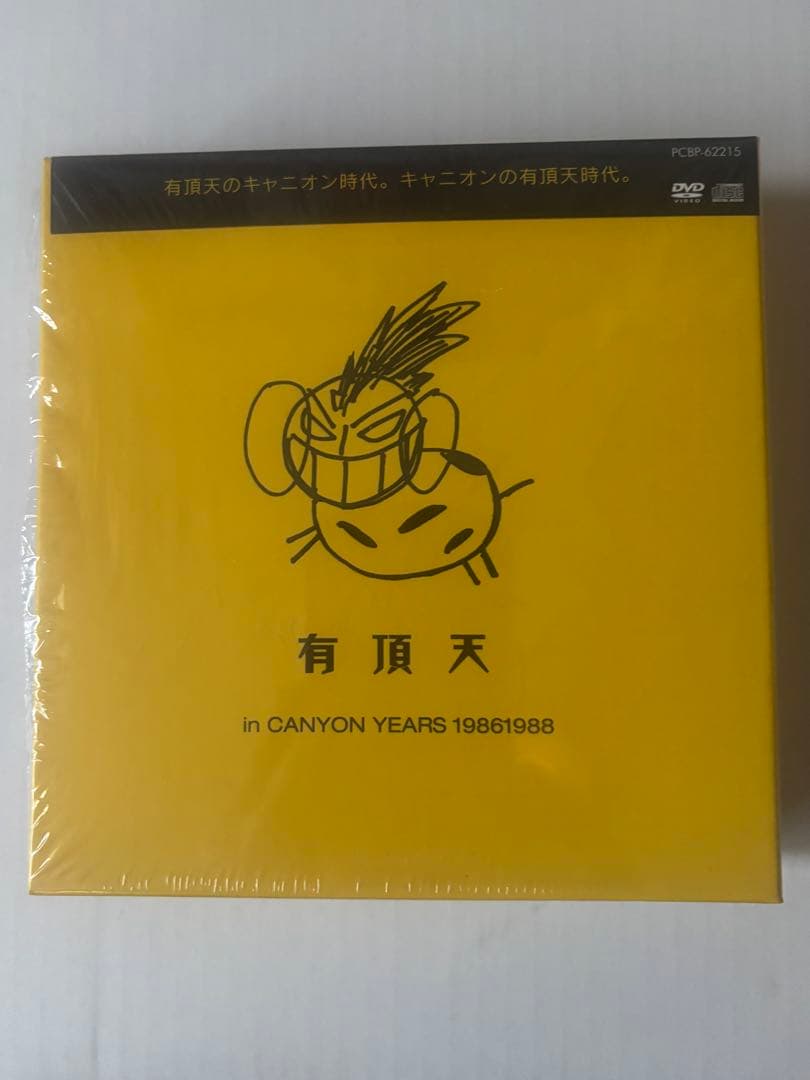 PCBP-62215
有頂天のキャニオン時代。キャニオンの有頂天時代。
DVD
VIDEO
有頂天
in CANYON YEARS 19861988